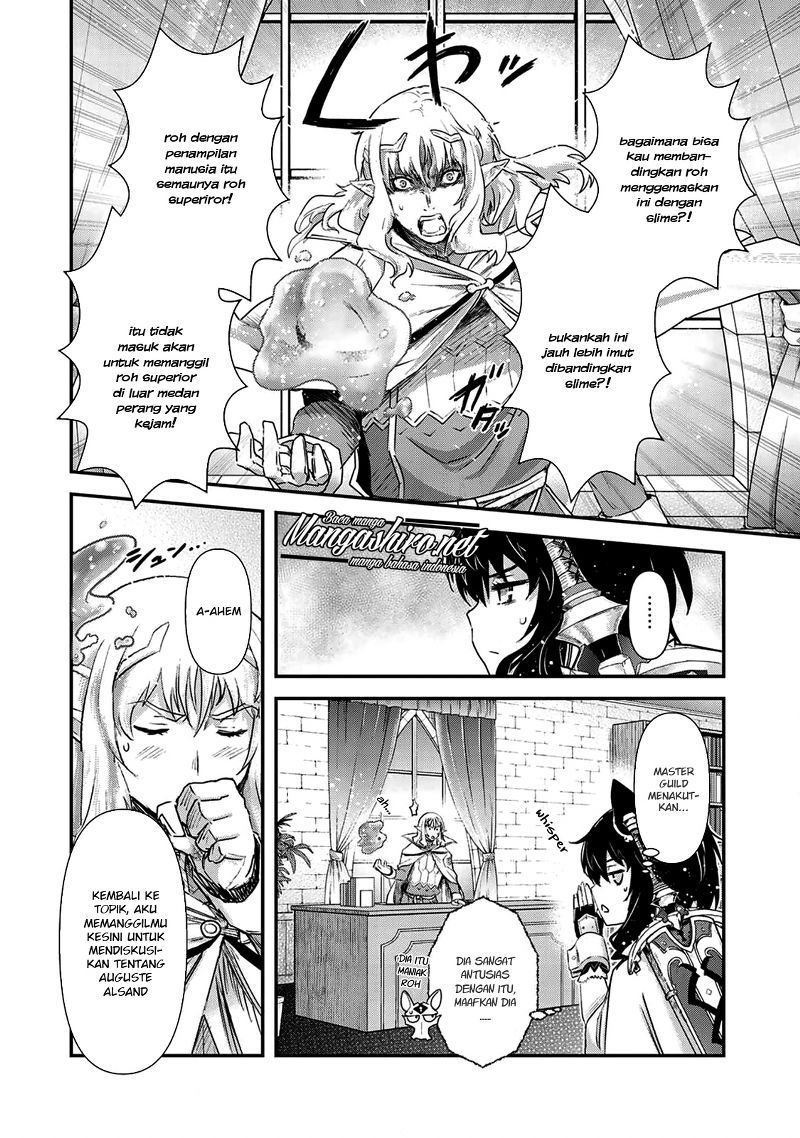 くわッ
bagaimana bisa
kau memban-
dingkan roh
menggemaskan
ini dengan
slime?!
bukankah ini
jauh lebih imut
dibandingkan
slime?!
ガタッ
roh dengan
penampilan
manusia itu
semaunya roh
superiror!
itu tidak
masuk akan
untuk memanggil
roh superior
di luar medan
perang yang
kejam!
Baca manga
Mangashiro.net
manga bahasa indonesia
......
シュン...
A-AHEM
KEMBALI KE
TOPIK, AKU
MEMANGGILMU
KESINI UNTUK
MENDISKUSI-
KAN TENTANG
AUGUSTE
ALSAND
MASTER
GUILD
MENAKUT-
KAN...
whisper
ah...
DIA SANGAT
ANTUSIAS
DENGAN ITU,
MAAFKAN DIA
......
DIA ITU
MANIAK
ROH